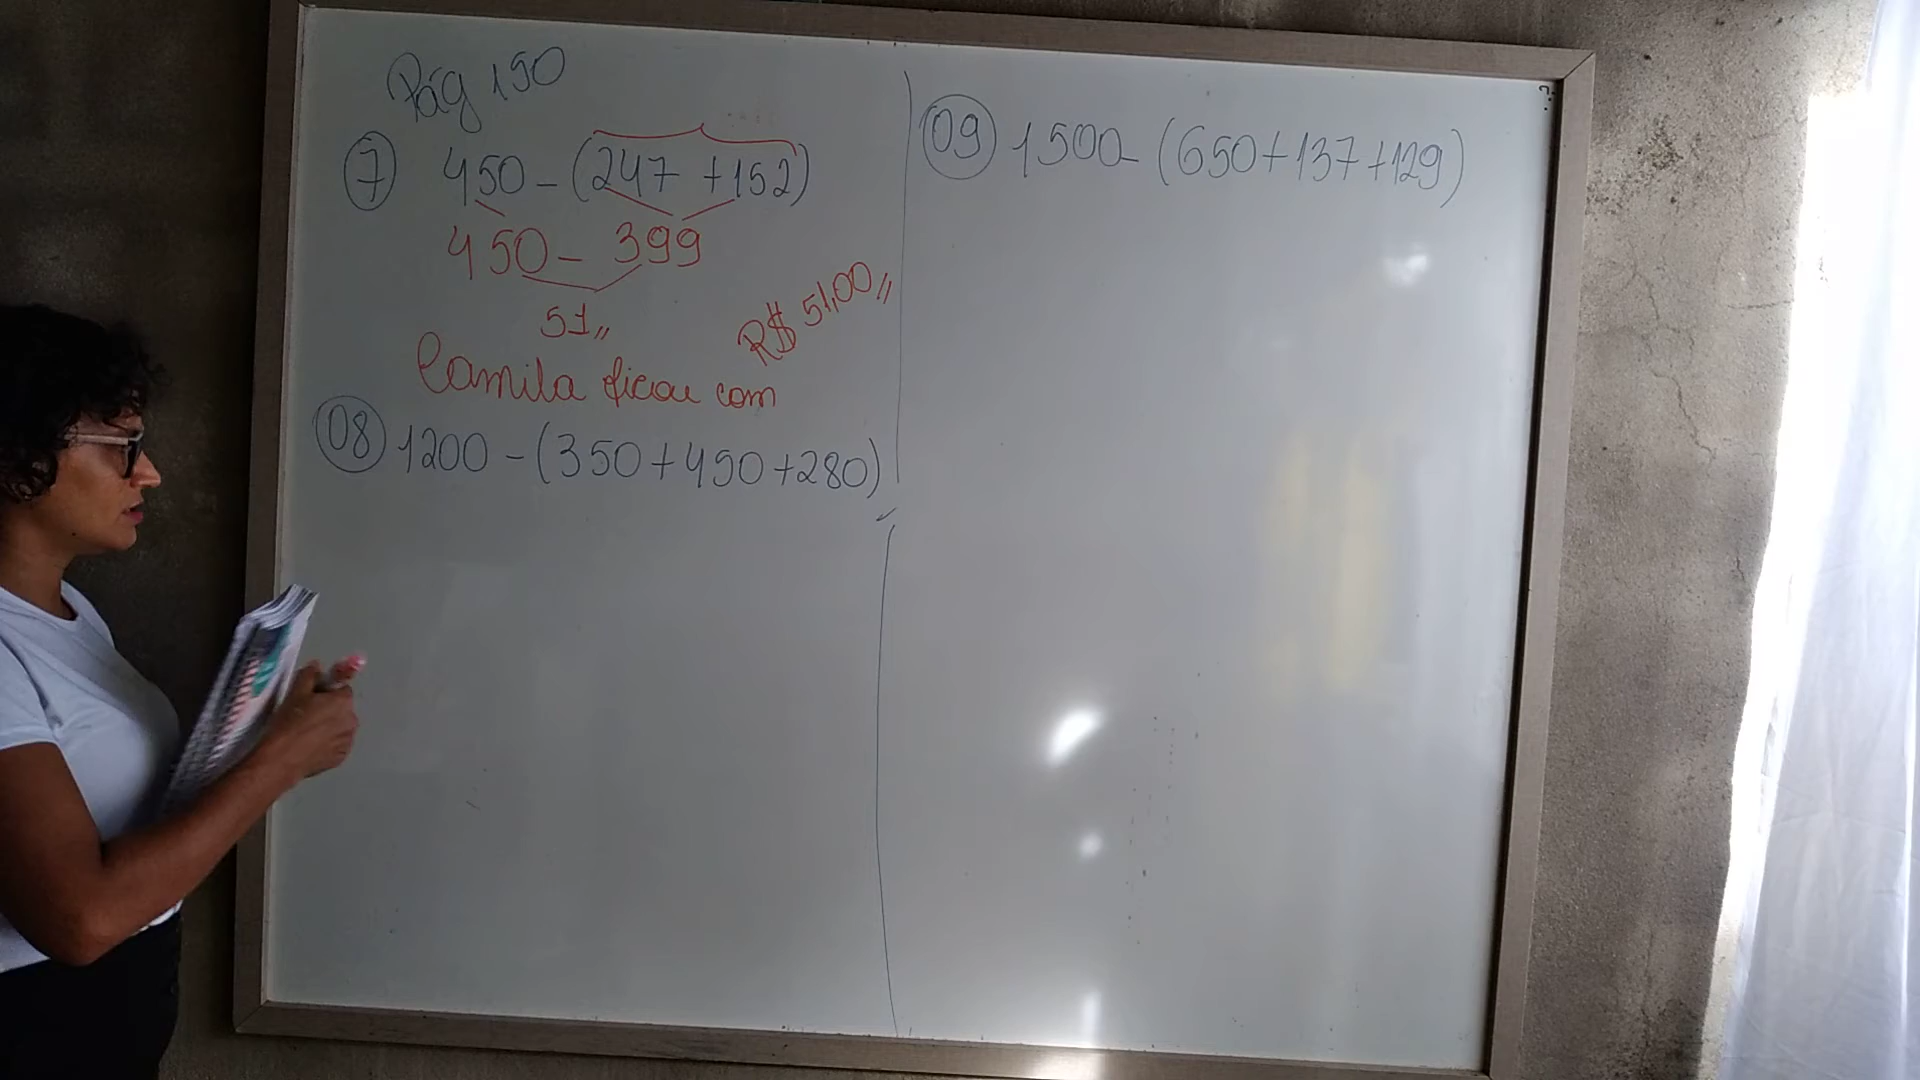 Pág 150
7 450 - (247 + 152)
450 - 399
51,,
Camila ficou com R$ 51,00,,
08 1200 - (350 + 450 + 280)
09 1500 - (650 + 137 + 129)